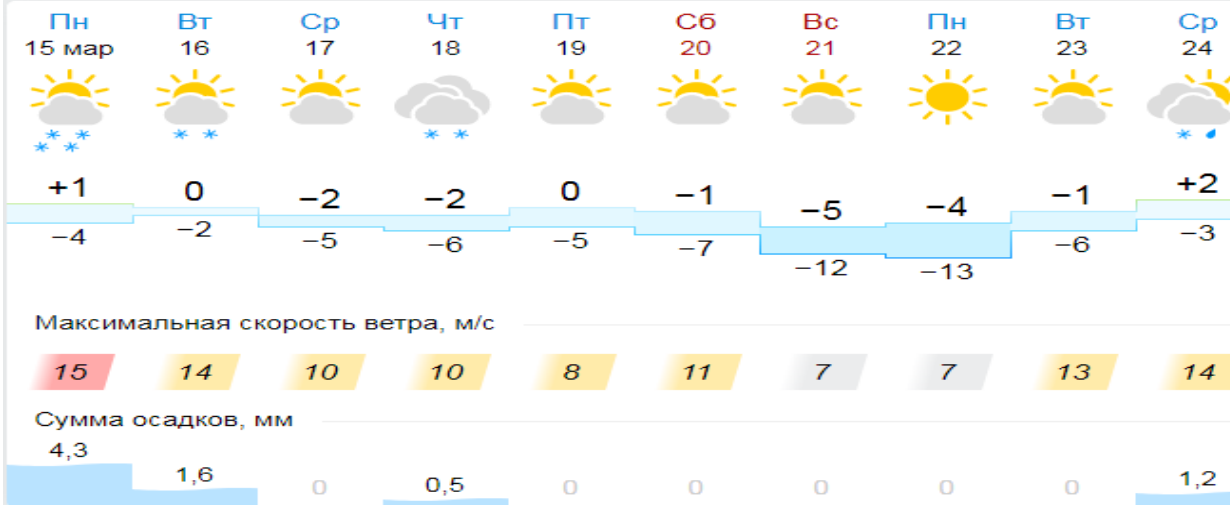 Пн Вт Ср Чт Пт Сб Вс Пн Вт Ср
15 мар 16 17 18 19 20 21 22 23 24
+1 0 −2 −2 0 −1 −5 −4 −1 +2
−4 −2 −5 −6 −5 −7 −12 −13 −6 −3
Максимальная скорость ветра, м/с
15 14 10 10 8 11 7 7 13 14
Сумма осадков, мм
4,3 1,6 0 0,5 0 0 0 0 0 1,2